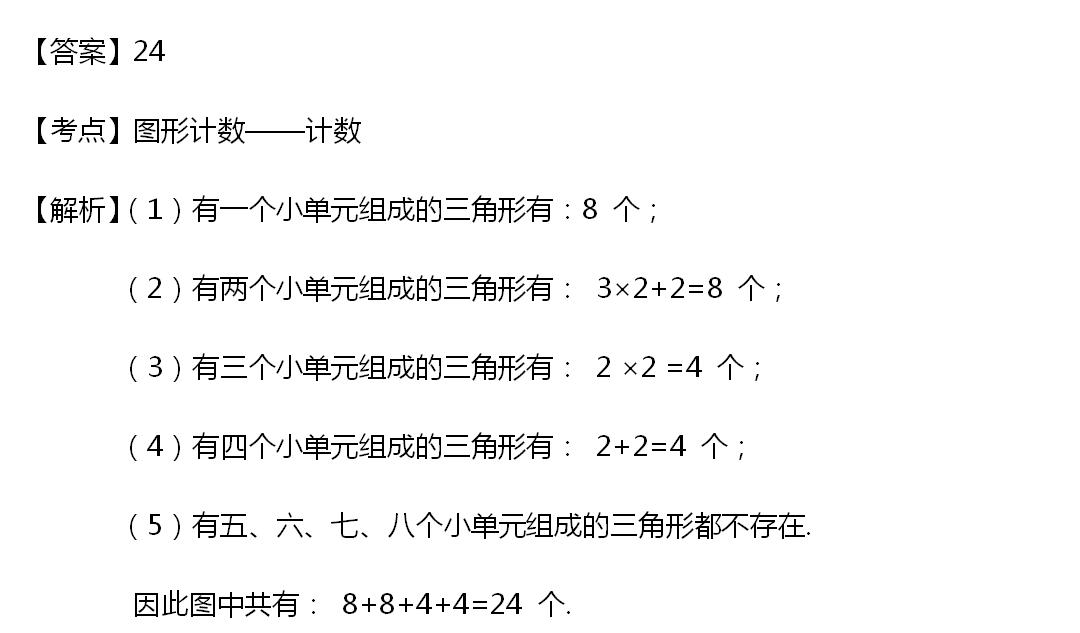 【答案】24
【考点】图形计数——计数
【解析】（1）有一个小单元组成的三角形有：8 个；
（2）有两个小单元组成的三角形有： 3×2+2=8 个；
（3）有三个小单元组成的三角形有： 2 ×2 =4 个；
（4）有四个小单元组成的三角形有： 2+2=4 个；
（5）有五、六、七、八个小单元组成的三角形都不存在.
因此图中共有： 8+8+4+4=24 个.